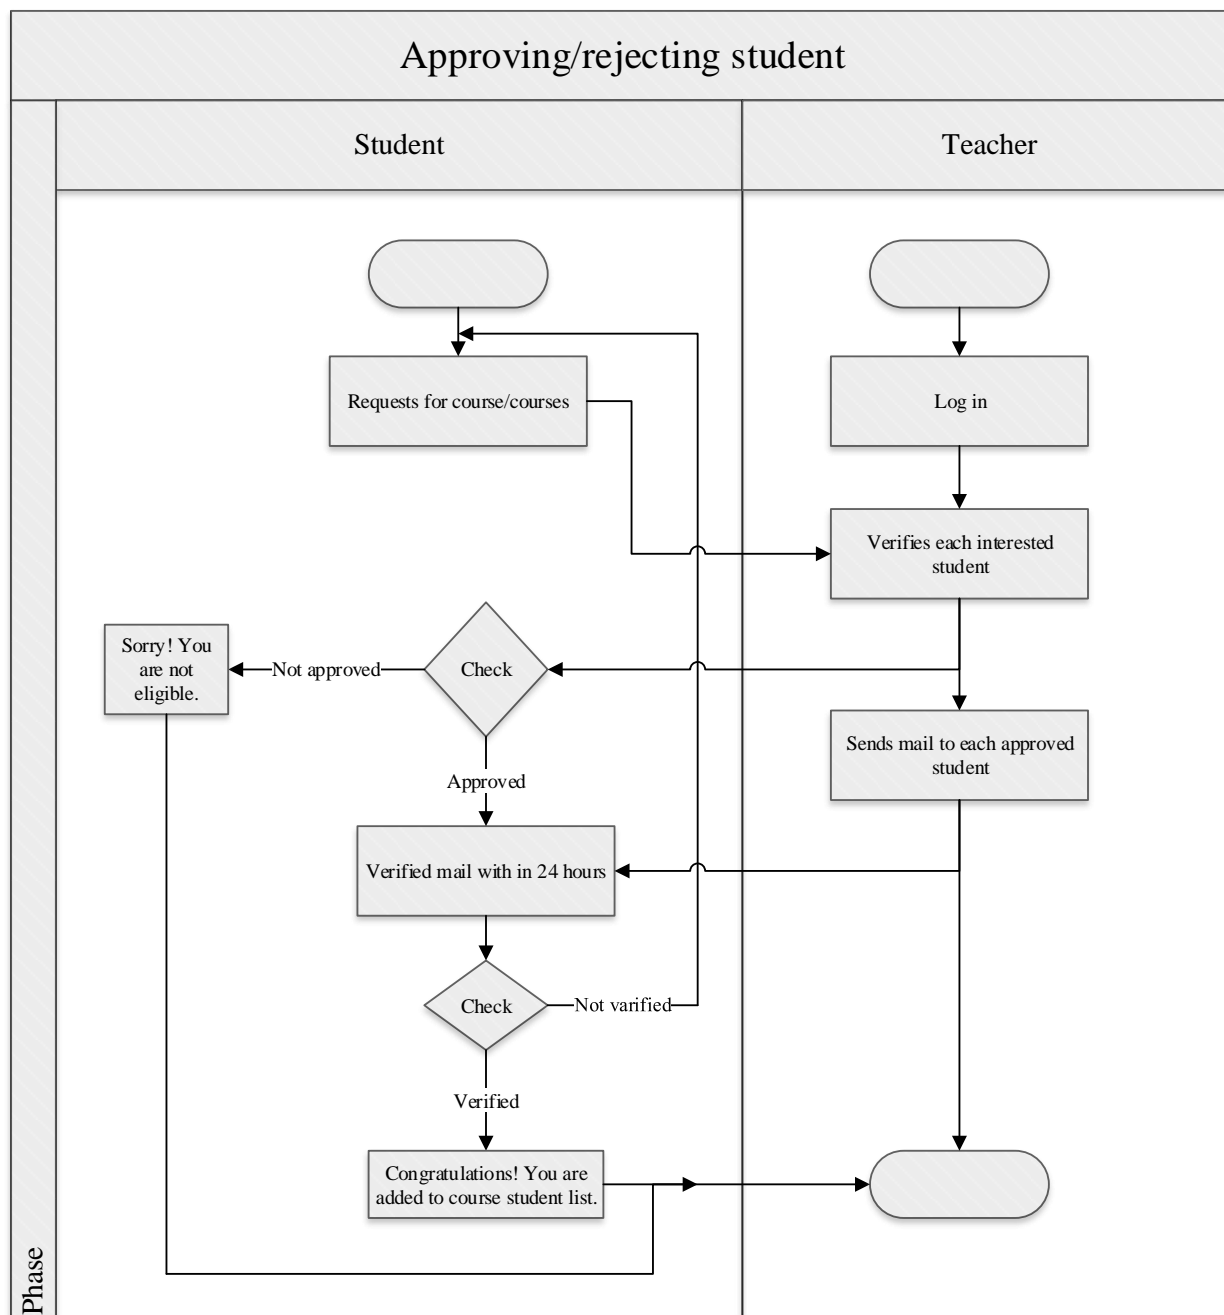 Approving/rejecting student
Student
Teacher
Requests for course/courses
Log in
Verifies each interested
student
Sorry! You
are not
eligible.
Not approved
Check
Sends mail to each approved
student
Approved
Verified mail with in 24 hours
Check
Not varified
Verified
Congratulations! You are
added to course student list.
Phase